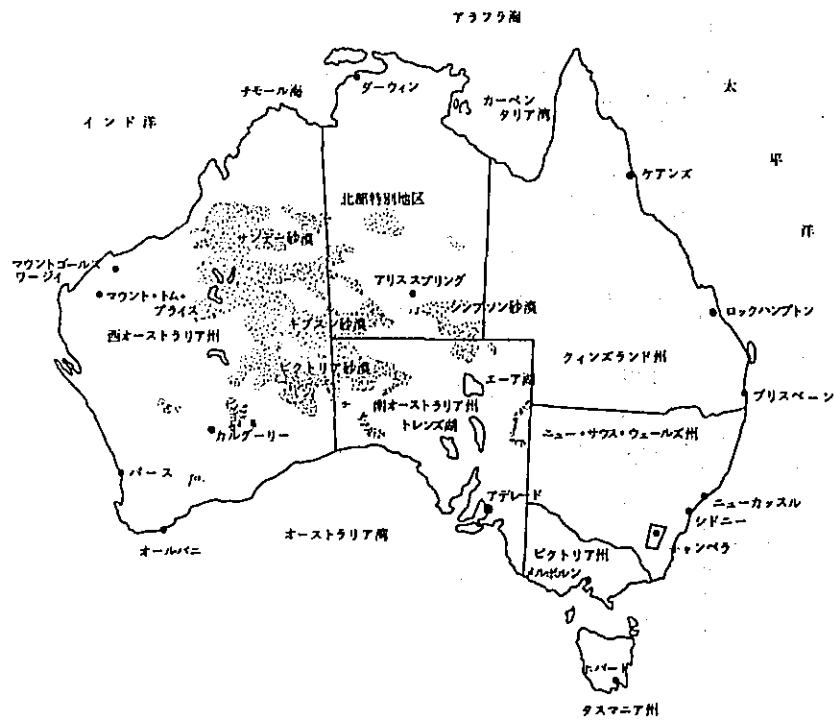 アラフラ海
チモール海
ダーウィン
カーペン
タリア湾
太
平
洋
インド洋
ケアンズ
北部特別地区
サンデー砂漠
マウントゴールズ
ワージィ
アリススプリング
マウント・トム・
プライス
シンプソン砂漠
ロックハンプトン
ギブスン砂漠
西オーストラリア州
クィンズランド州
ビクトリア砂漠
エーア湖
ブリスベーン
南オーストラリア州
トレンズ湖
カルグーリー
ニュー・サウス・ウェールズ州
パース
ニューカッスル
アデレード
シドニー
オールバニ
オーストラリア湾
キャンベラ
ビクトリア州
メルボルン
ホバート
タスマニア州